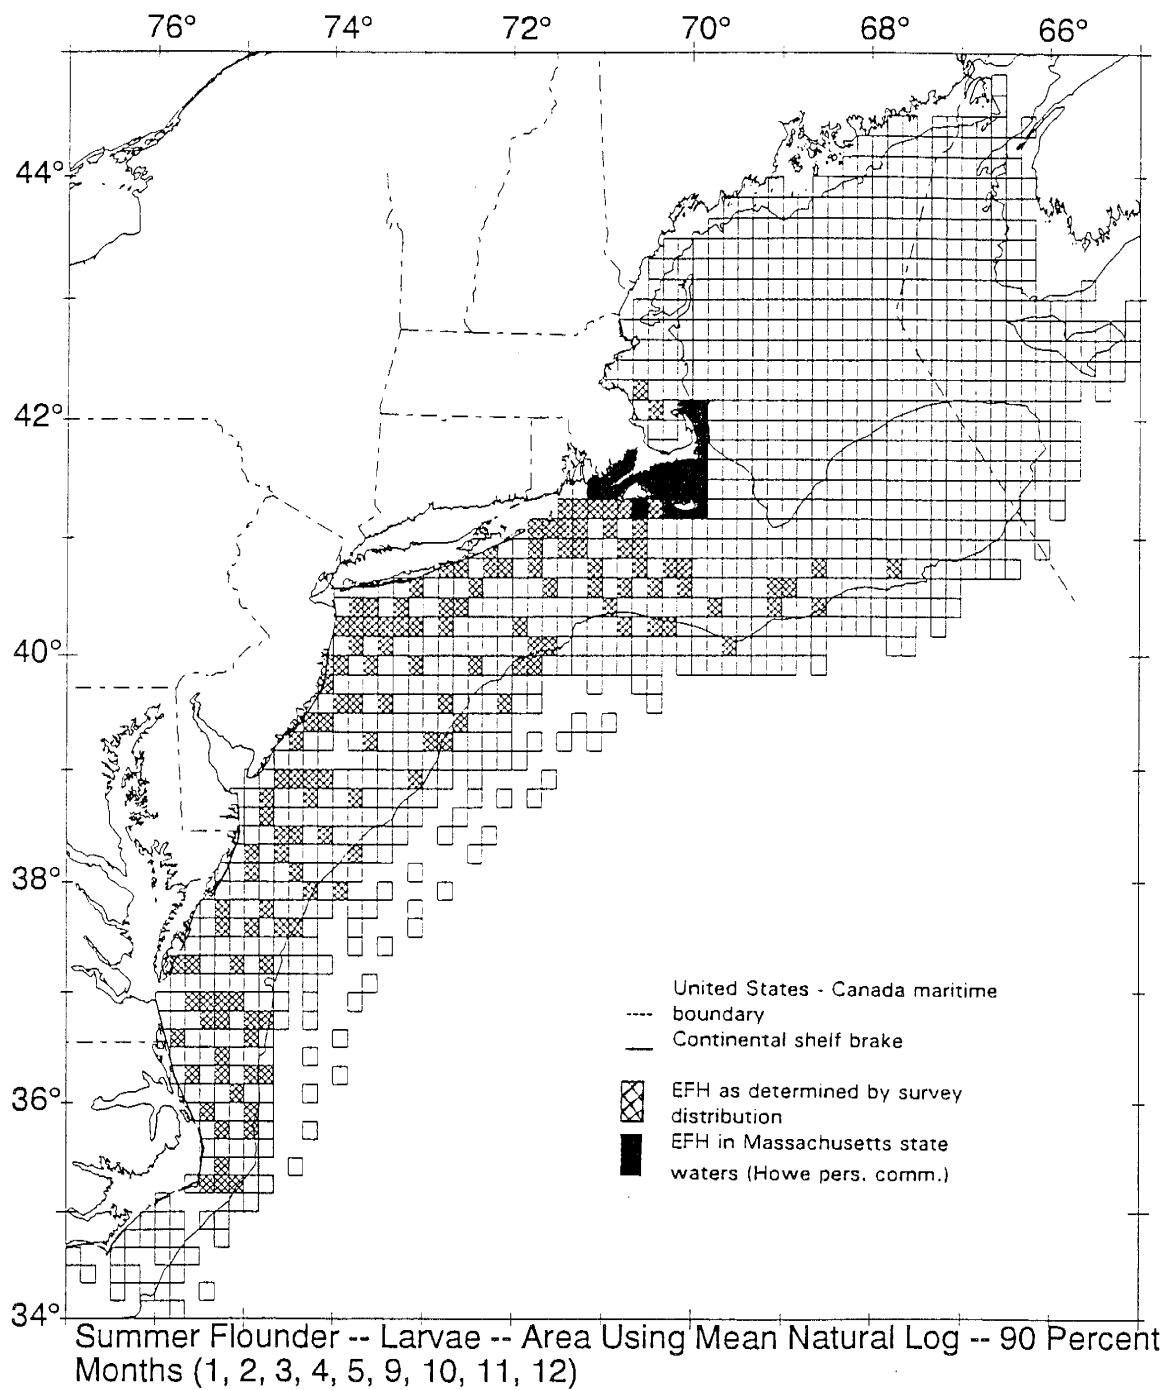 76° 74° 72° 70° 68° 66°
44°
42°
40°
38°
36°
34°
United States - Canada maritime
boundary
Continental shelf brake
EFH as determined by survey
distribution
EFH in Massachusetts state
waters (Howe pers. comm.)
Summer Flounder -- Larvae -- Area Using Mean Natural Log -- 90 Percent
Months (1, 2, 3, 4, 5, 9, 10, 11, 12)